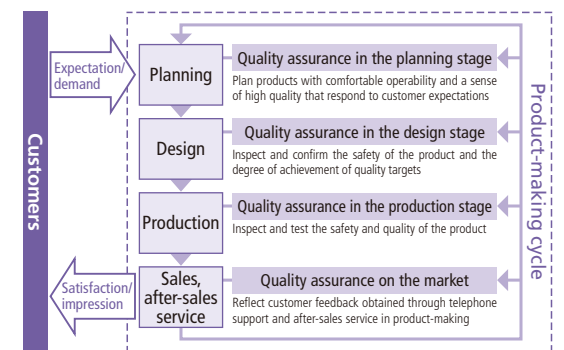 Customers
Expectation/
demand
Planning
Quality assurance in the planning stage
Plan products with comfortable operability and a sense
of high quality that respond to customer expectations
Design
Quality assurance in the design stage
Inspect and confirm the safety of the product and the
degree of achievement of quality targets
Production
Quality assurance in the production stage
Inspect and test the safety and quality of the product
Satisfaction/
impression
Sales,
after-sales
service
Quality assurance on the market
Reflect customer feedback obtained through telephone
support and after-sales service in product-making
Product-making cycle